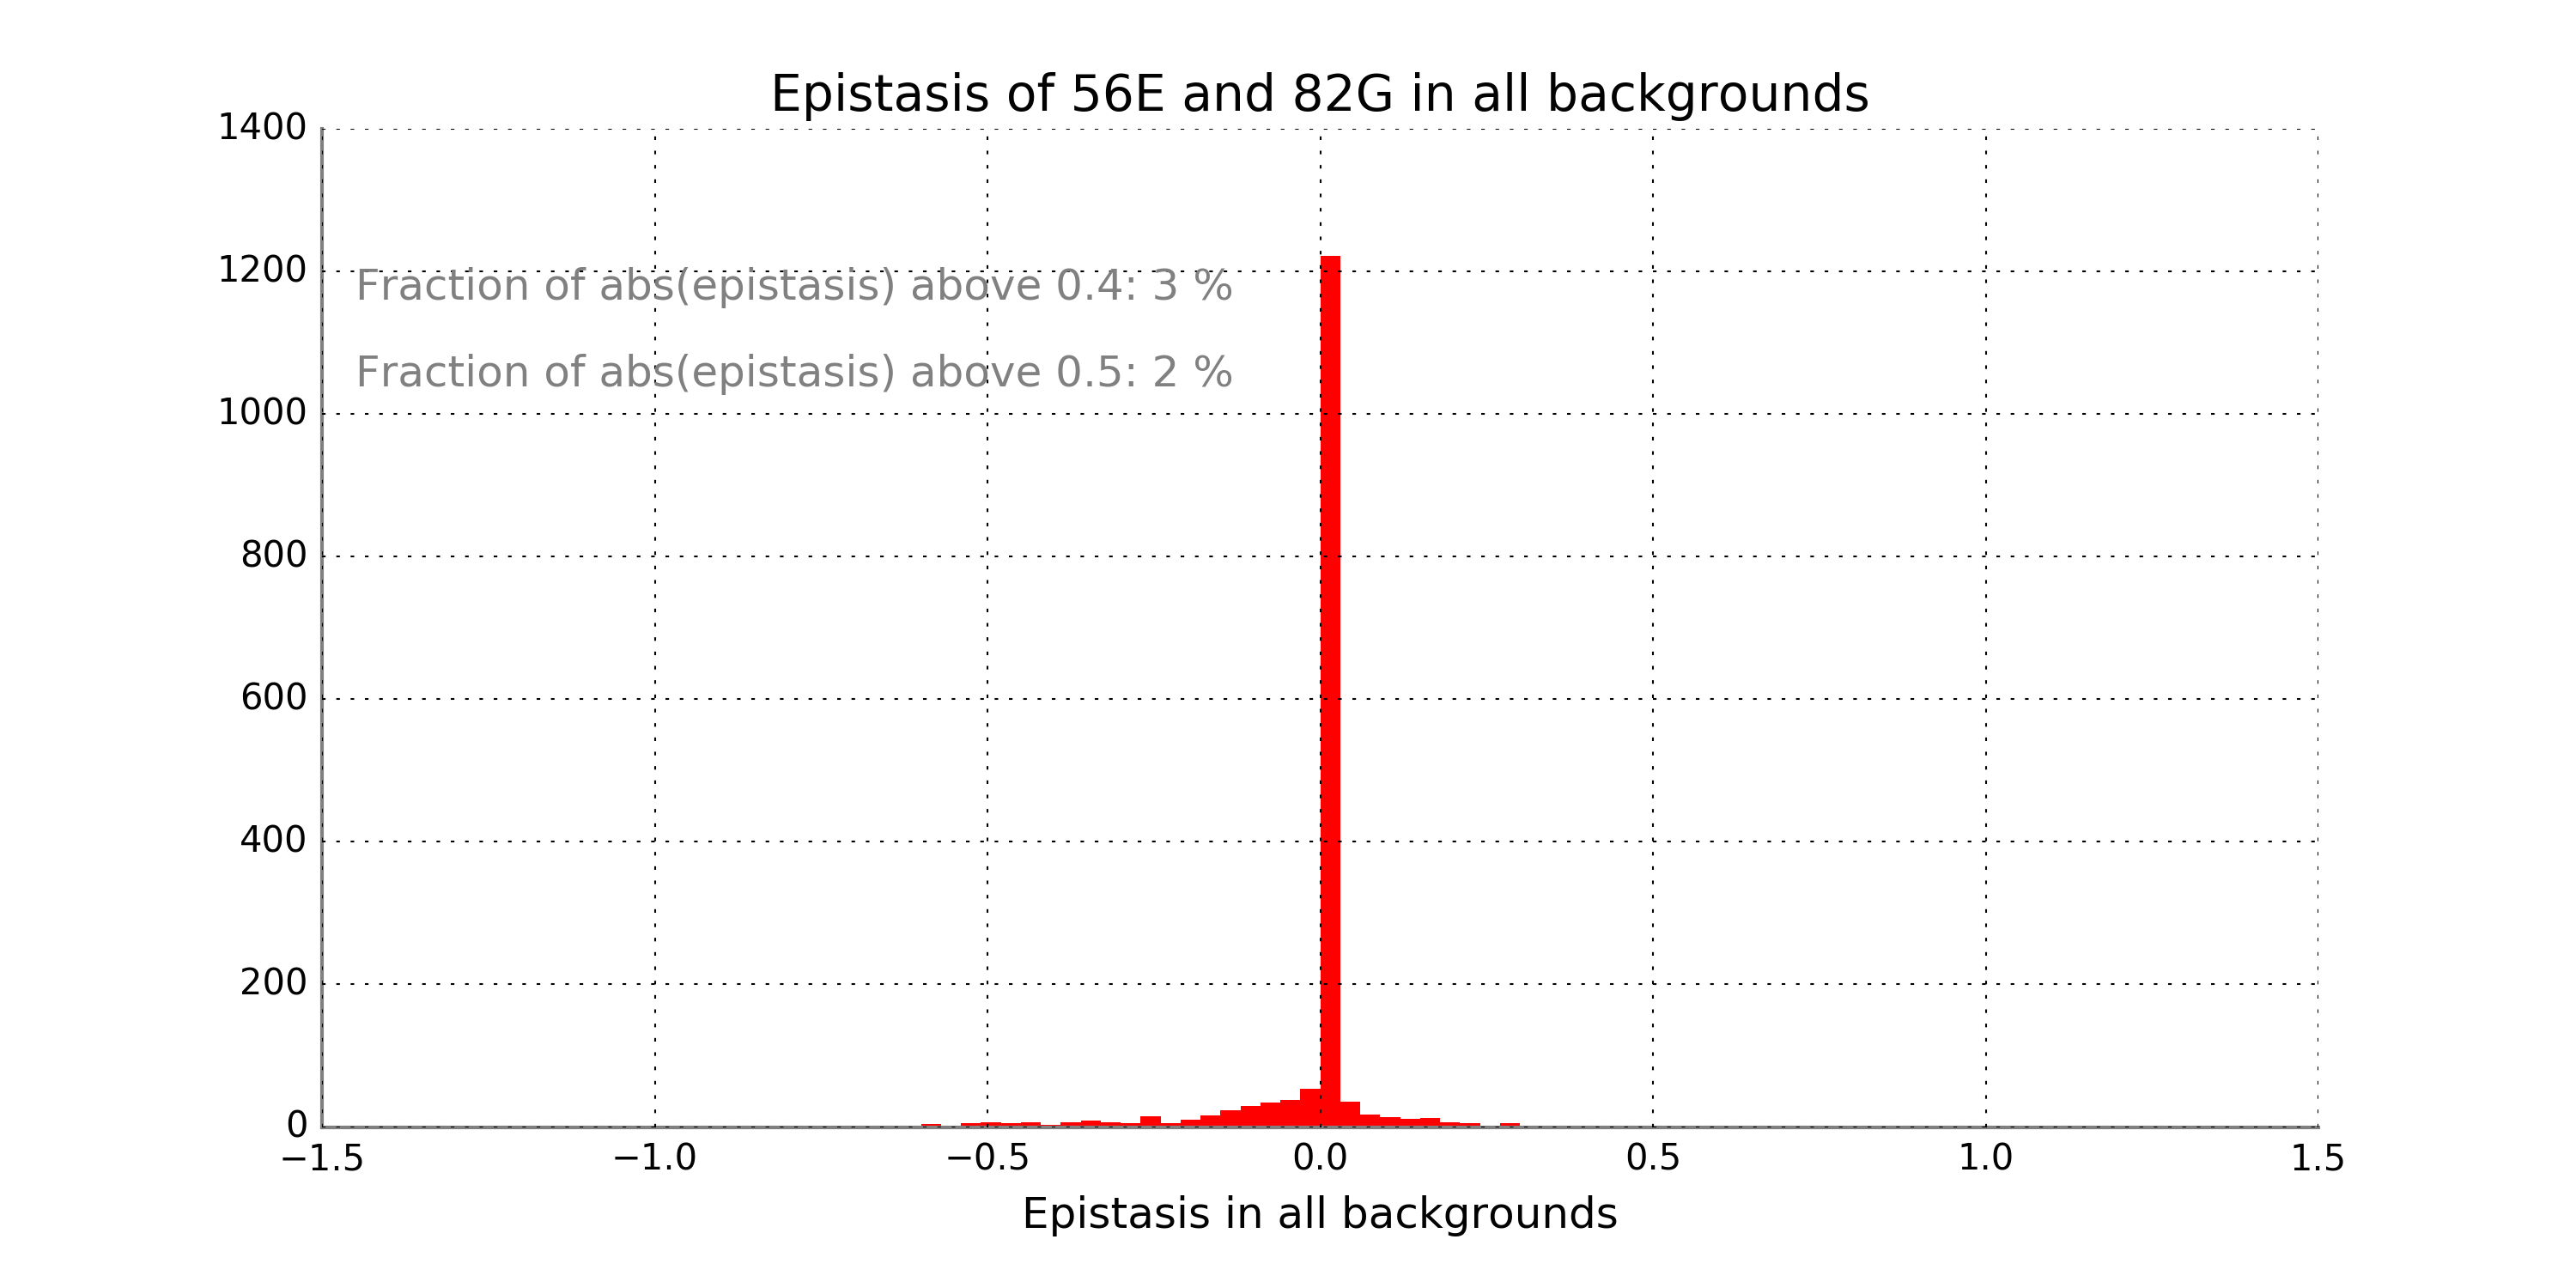 Epistasis of 56E and 82G in all backgrounds
1400
1200
Fraction of abs(epistasis) above 0.4: 3 %
Fraction of abs(epistasis) above 0.5: 2 %
1000
800
600
400
200
0
−1.5 −1.0 −0.5 0.0 0.5 1.0 1.5
Epistasis in all backgrounds